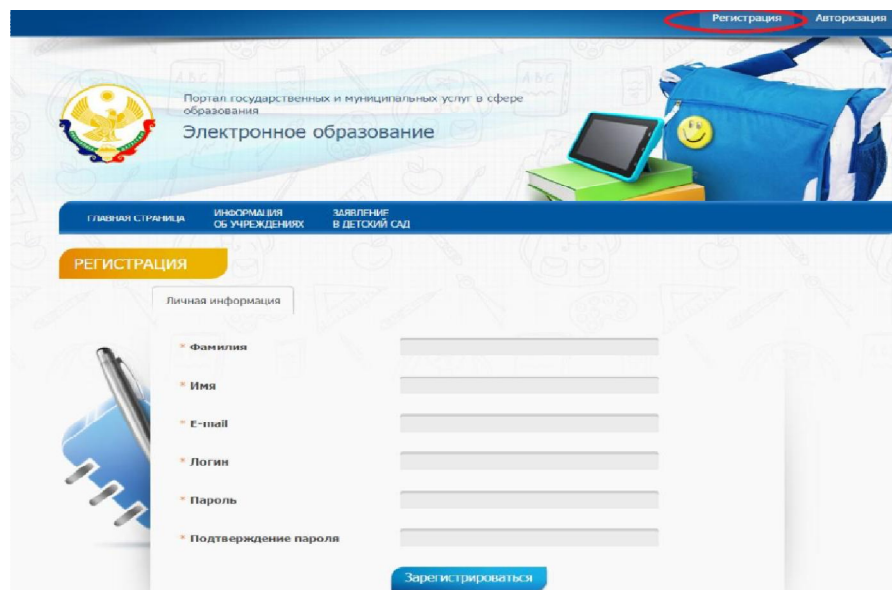 Регистрация Авторизация
Портал государственных и муниципальных услуг в сфере
образования
Электронное образование
ГЛАВНАЯ СТРАНИЦА
ИНФОРМАЦИЯ
ОБ УЧРЕЖДЕНИЯХ
ЗАЯВЛЕНИЕ
В ДЕТСКИЙ САД
РЕГИСТРАЦИЯ
Личная информация
* Фамилия
* Имя
* E-mail
* Логин
* Пароль
* Подтверждение пароля
Зарегистрироваться